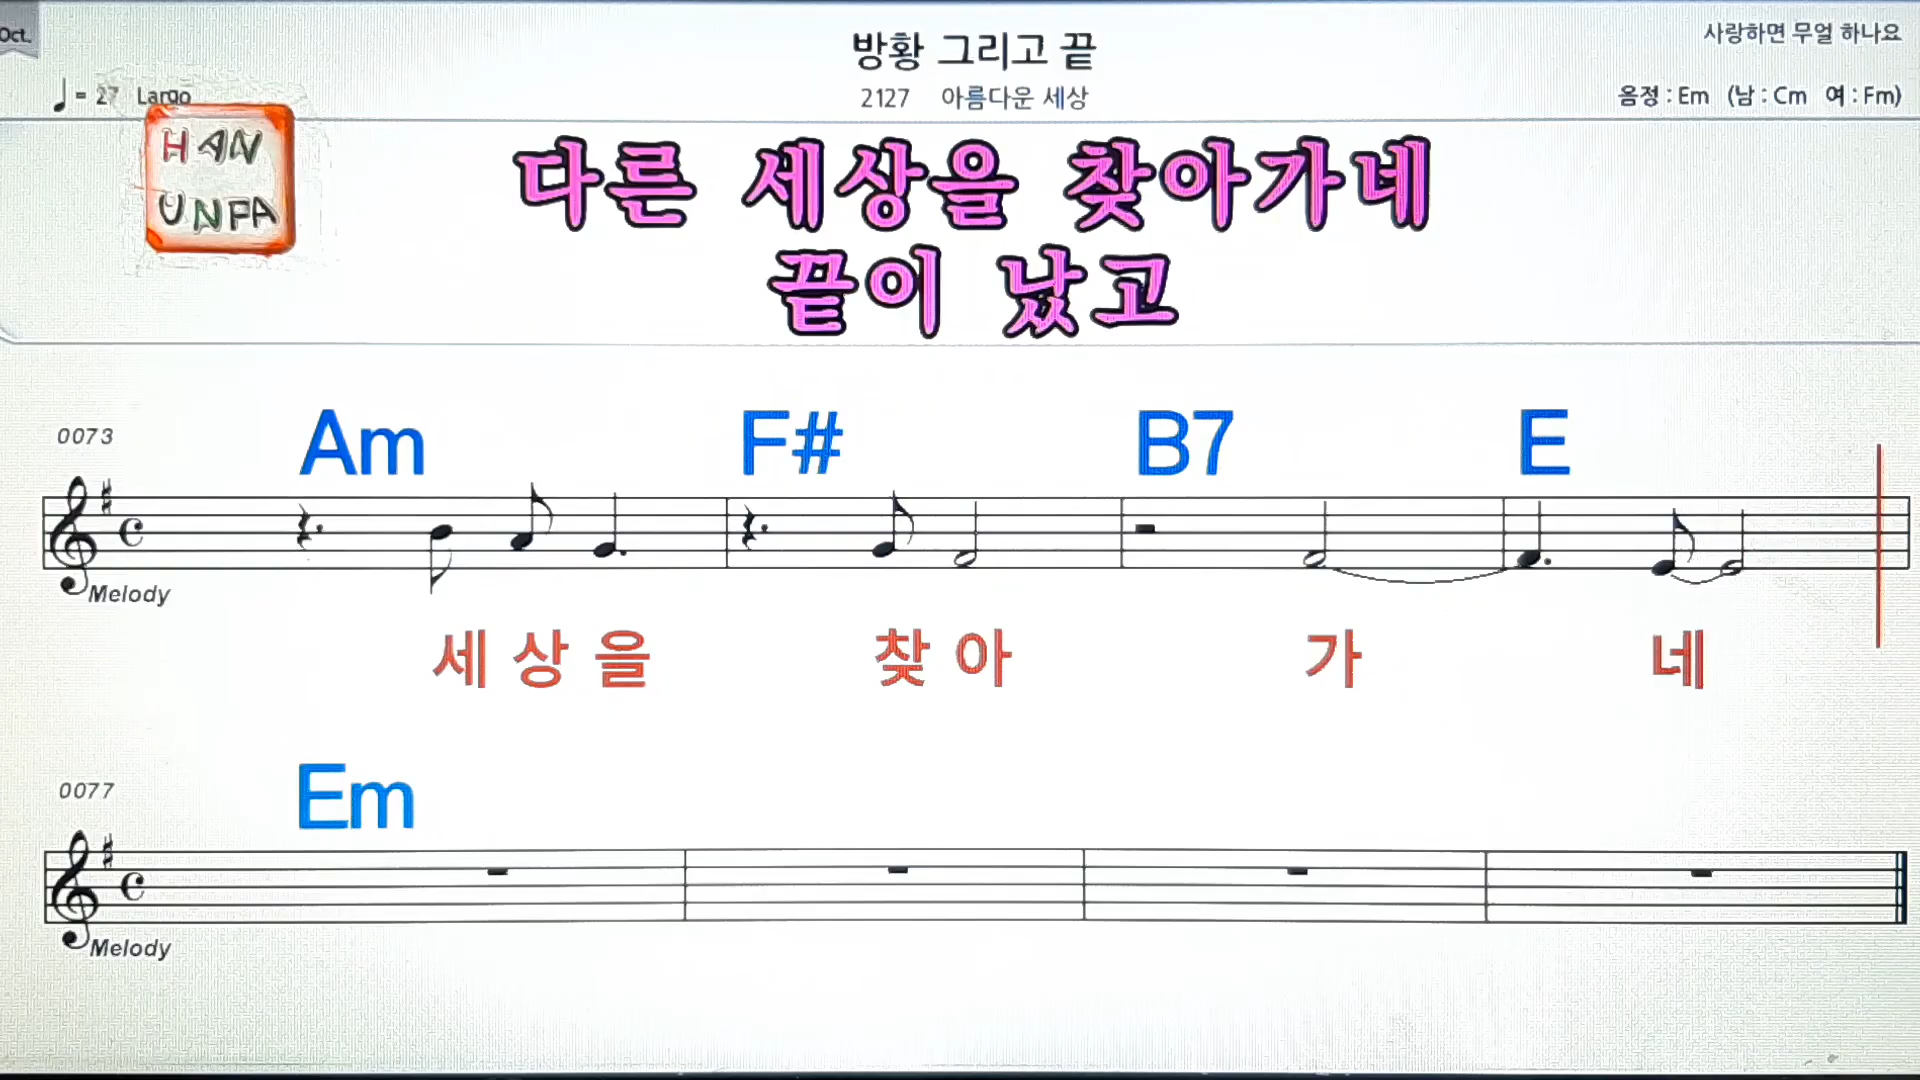 Oct.
방황 그리고 끝
사랑하면 무얼 하나요
♩= 27 Largo
2127 아름다운 세상
음정 : Em (남 : Cm 여 : Fm)
HAN
UNFA
다른 세상을 찾아가네
끝이 났고
0073 Am F# B7 E
Melody
세 상 을 찾 아 가 네
0077 Em
Melody